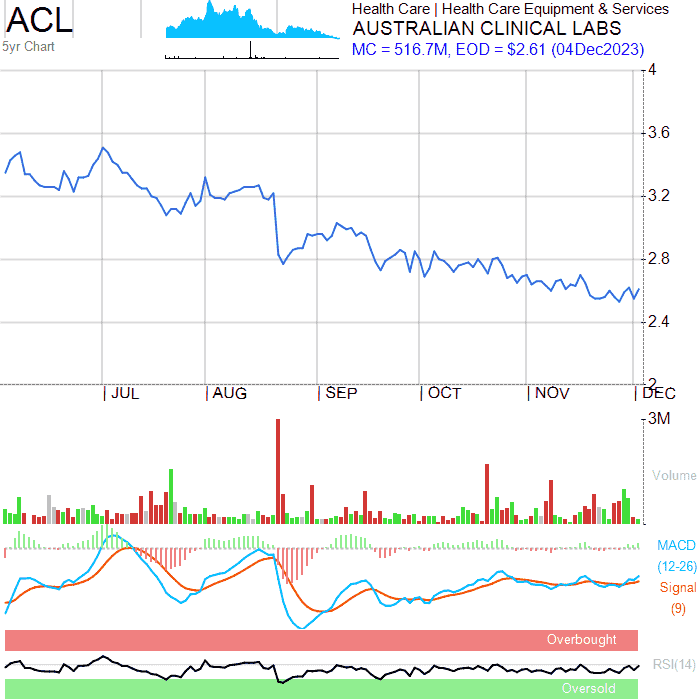 ACL
5yr Chart
Health Care | Health Care Equipment & Services
AUSTRALIAN CLINICAL LABS
MC = 516.7M, EOD = $2.61 (04Dec2023)
4
3.6
3.2
2.8
2.4
2
JUL AUG SEP OCT NOV DEC
3M
Volume
MACD
(12-26)
Signal
(9)
Overbought
RSI(14)
Oversold